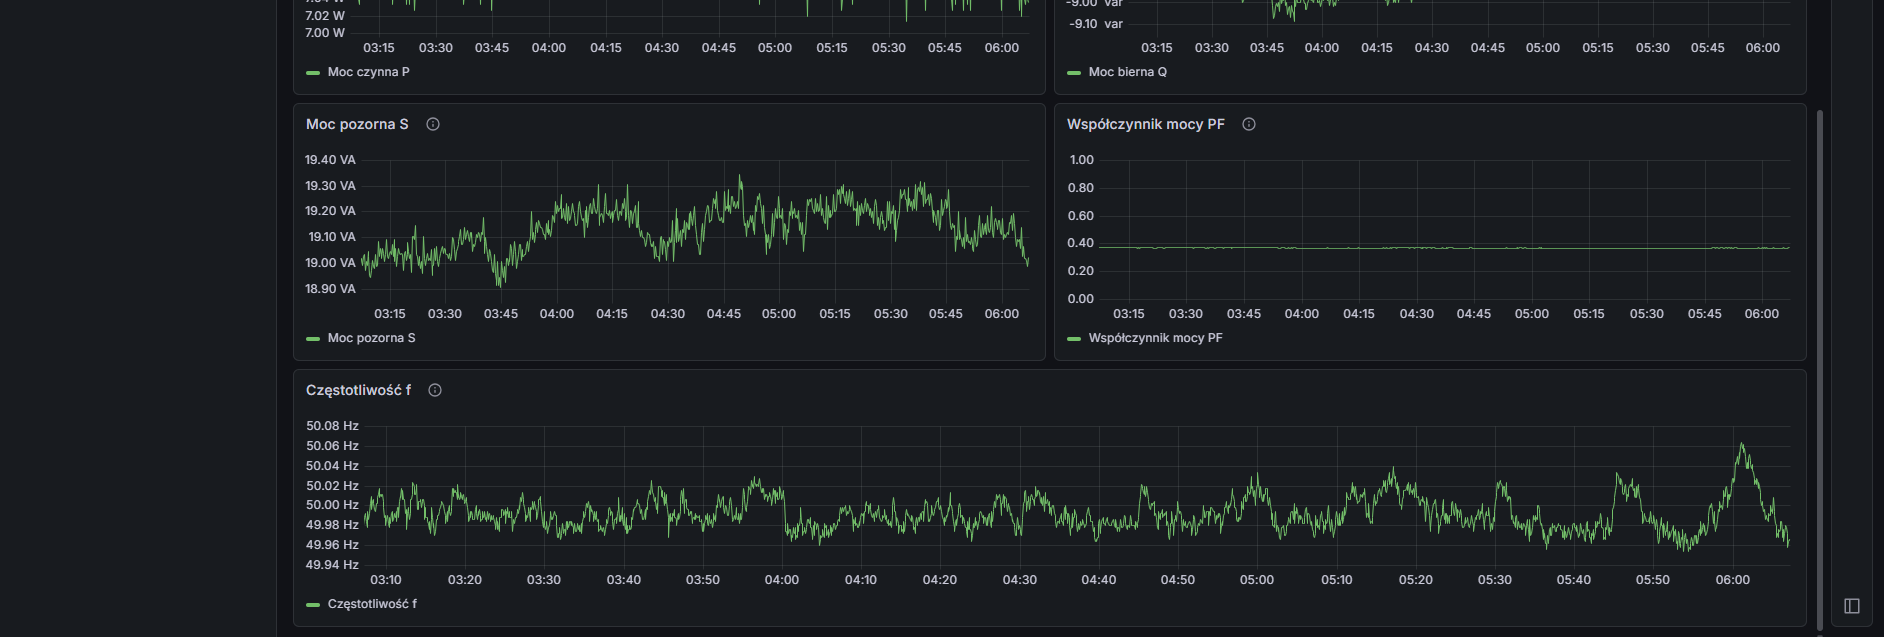 7.02 W
7.00 W
03:15 03:30 03:45 04:00 04:15 04:30 04:45 05:00 05:15 05:30 05:45 06:00
Moc czynna P
-9.00 var
-9.10 var
03:15 03:30 03:45 04:00 04:15 04:30 04:45 05:00 05:15 05:30 05:45 06:00
Moc bierna Q
Moc pozorna S
19.40 VA
19.30 VA
19.20 VA
19.10 VA
19.00 VA
18.90 VA
03:15 03:30 03:45 04:00 04:15 04:30 04:45 05:00 05:15 05:30 05:45 06:00
Moc pozorna S
Współczynnik mocy PF
1.00
0.80
0.60
0.40
0.20
0.00
03:15 03:30 03:45 04:00 04:15 04:30 04:45 05:00 05:15 05:30 05:45 06:00
Współczynnik mocy PF
Częstotliwość f
50.08 Hz
50.06 Hz
50.04 Hz
50.02 Hz
50.00 Hz
49.98 Hz
49.96 Hz
49.94 Hz
03:10 03:20 03:30 03:40 03:50 04:00 04:10 04:20 04:30 04:40 04:50 05:00 05:10 05:20 05:30 05:40 05:50 06:00
Częstotliwość f